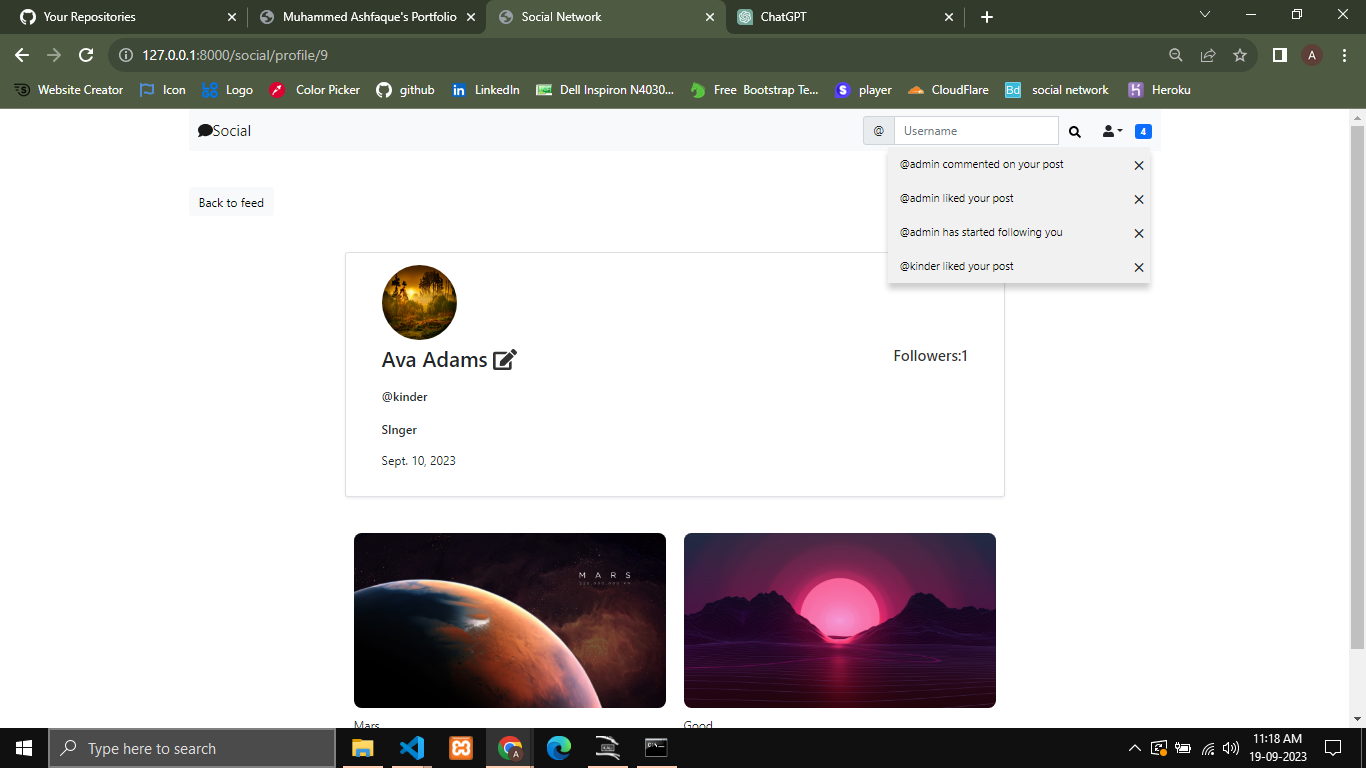 Your Repositories
Muhammed Ashfaque's Portfolio
Social Network
ChatGPT
127.0.0.1:8000/social/profile/9
A
Website Creator
Icon
Logo
Color Picker
github
LinkedIn
Dell Inspiron N4030...
Free Bootstrap Te...
player
CloudFlare
Bd
social network
Heroku
Social
@
Username
4
@admin commented on your post
@admin liked your post
@admin has started following you
@kinder liked your post
Back to feed
Ava Adams
Followers:1
@kinder
SInger
Sept. 10, 2023
MARS
Mars
Good
Type here to search
11:18 AM
19-09-2023